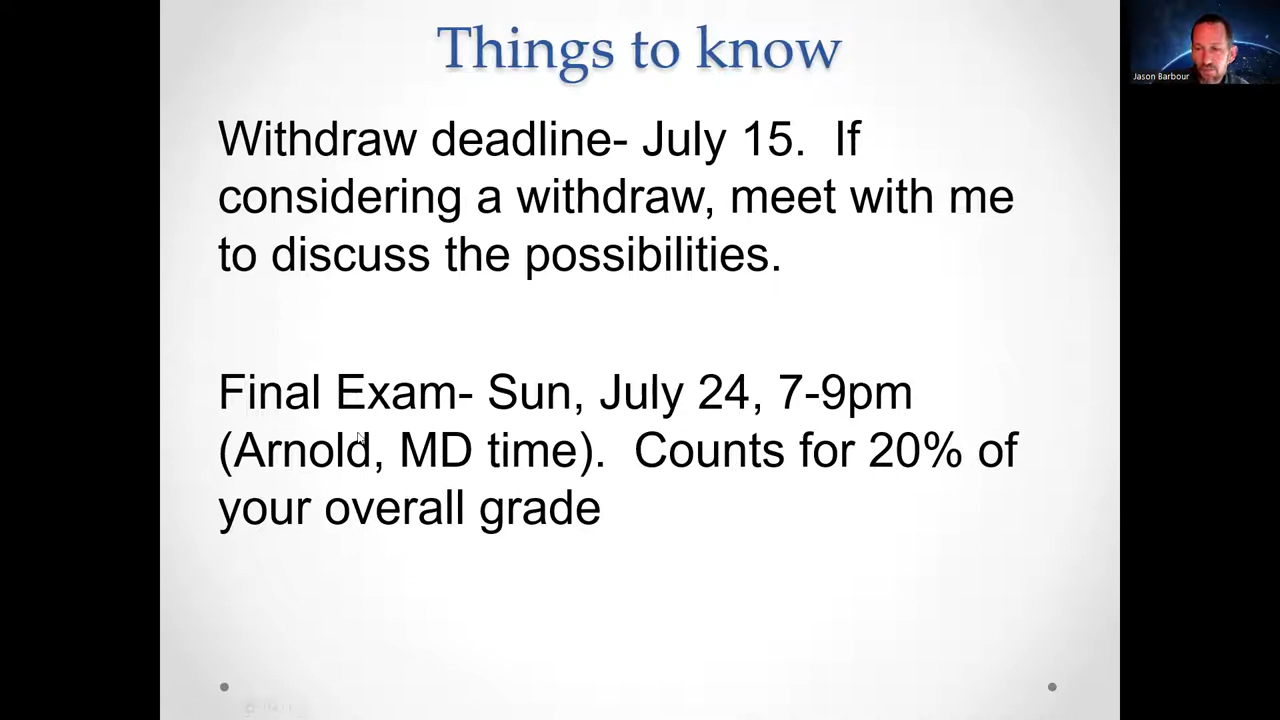 Things to know
Jason Barbour
Withdraw deadline- July 15.  If
considering a withdraw, meet with me
to discuss the possibilities.
Final Exam- Sun, July 24, 7-9pm
(Arnold, MD time).  Counts for 20% of
your overall grade